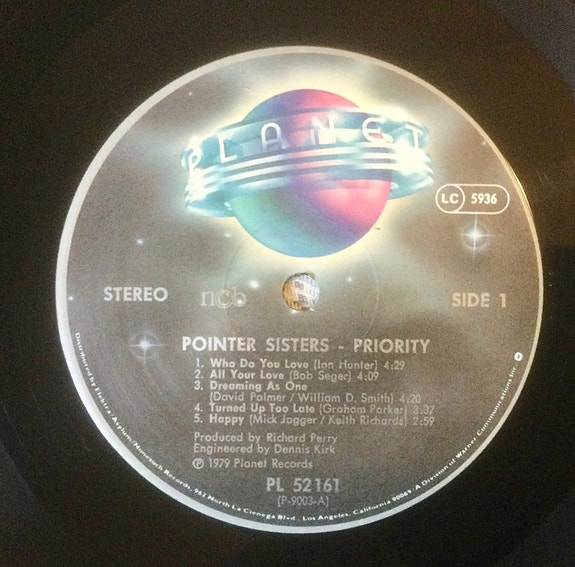 PLANET
TM
LC 5936
STEREO ncb SIDE 1
POINTER SISTERS - PRIORITY
1. Who Do You Love (Ian Hunter) 4:29
2. All Your Love (Bob Seger) 4:09
3. Dreaming As One
(David Palmer / William D. Smith) 4:20
4. Turned Up Too Late (Graham Parker) 3:37
5. Happy (Mick Jagger / Keith Richards) 2:59
Produced by Richard Perry
Engineered by Dennis Kirk
℗ 1979 Planet Records
PL 52161
(P-9003-A)
Distributed by Elektra/Asylum/Nonesuch Records, 962 North La Cienega Blvd., Los Angeles, California 90069. A Division of Warner Communications Inc.